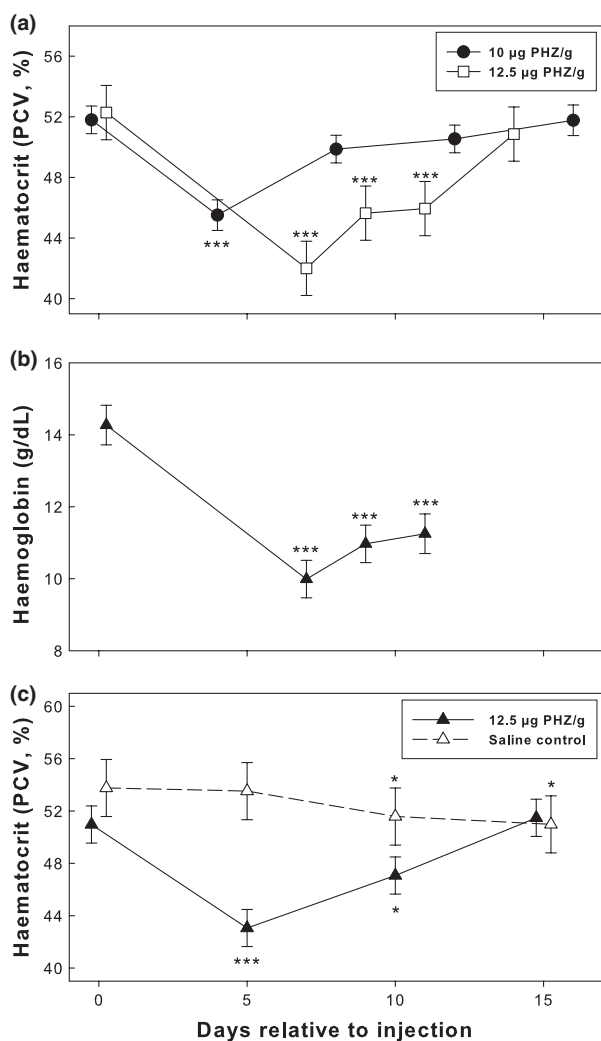 (a)
56
52
48
44
40
Haematocrit (PCV, %)
10 µg PHZ/g
12.5 µg PHZ/g
***
***
***
***
(b)
16
14
12
10
8
Haemoglobin (g/dL)
***
***
***
(c)
60
56
52
48
44
40
Haematocrit (PCV, %)
12.5 µg PHZ/g
Saline control
*
*
*
***
0 5 10 15
Days relative to injection